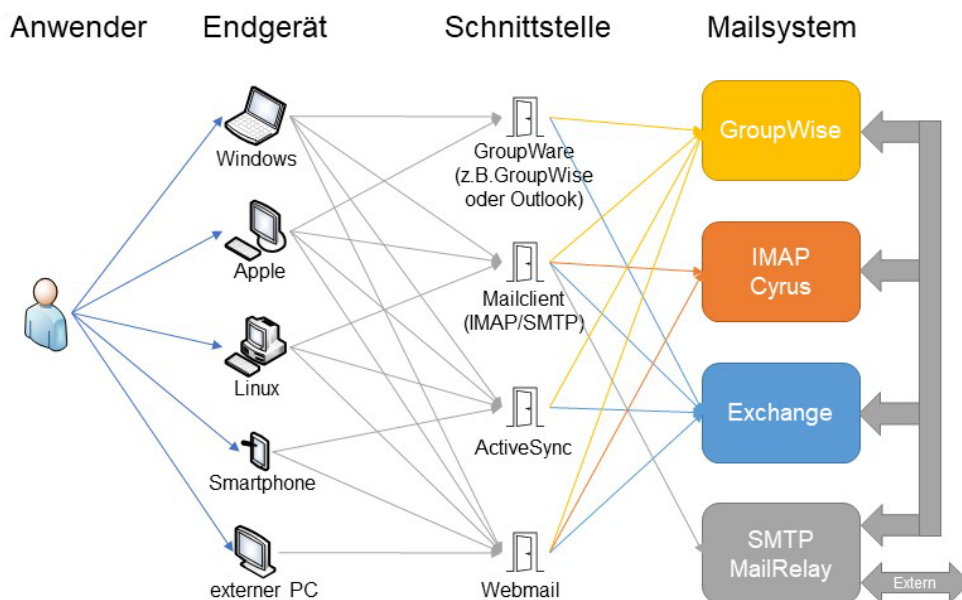 Anwender
Endgerät
Schnittstelle
Mailsystem
Windows
Apple
Linux
Smartphone
externer PC
GroupWare
(z.B.GroupWise
oder Outlook)
Mailclient
(IMAP/SMTP)
ActiveSync
Webmail
GroupWise
IMAP
Cyrus
Exchange
SMTP
MailRelay
Extern